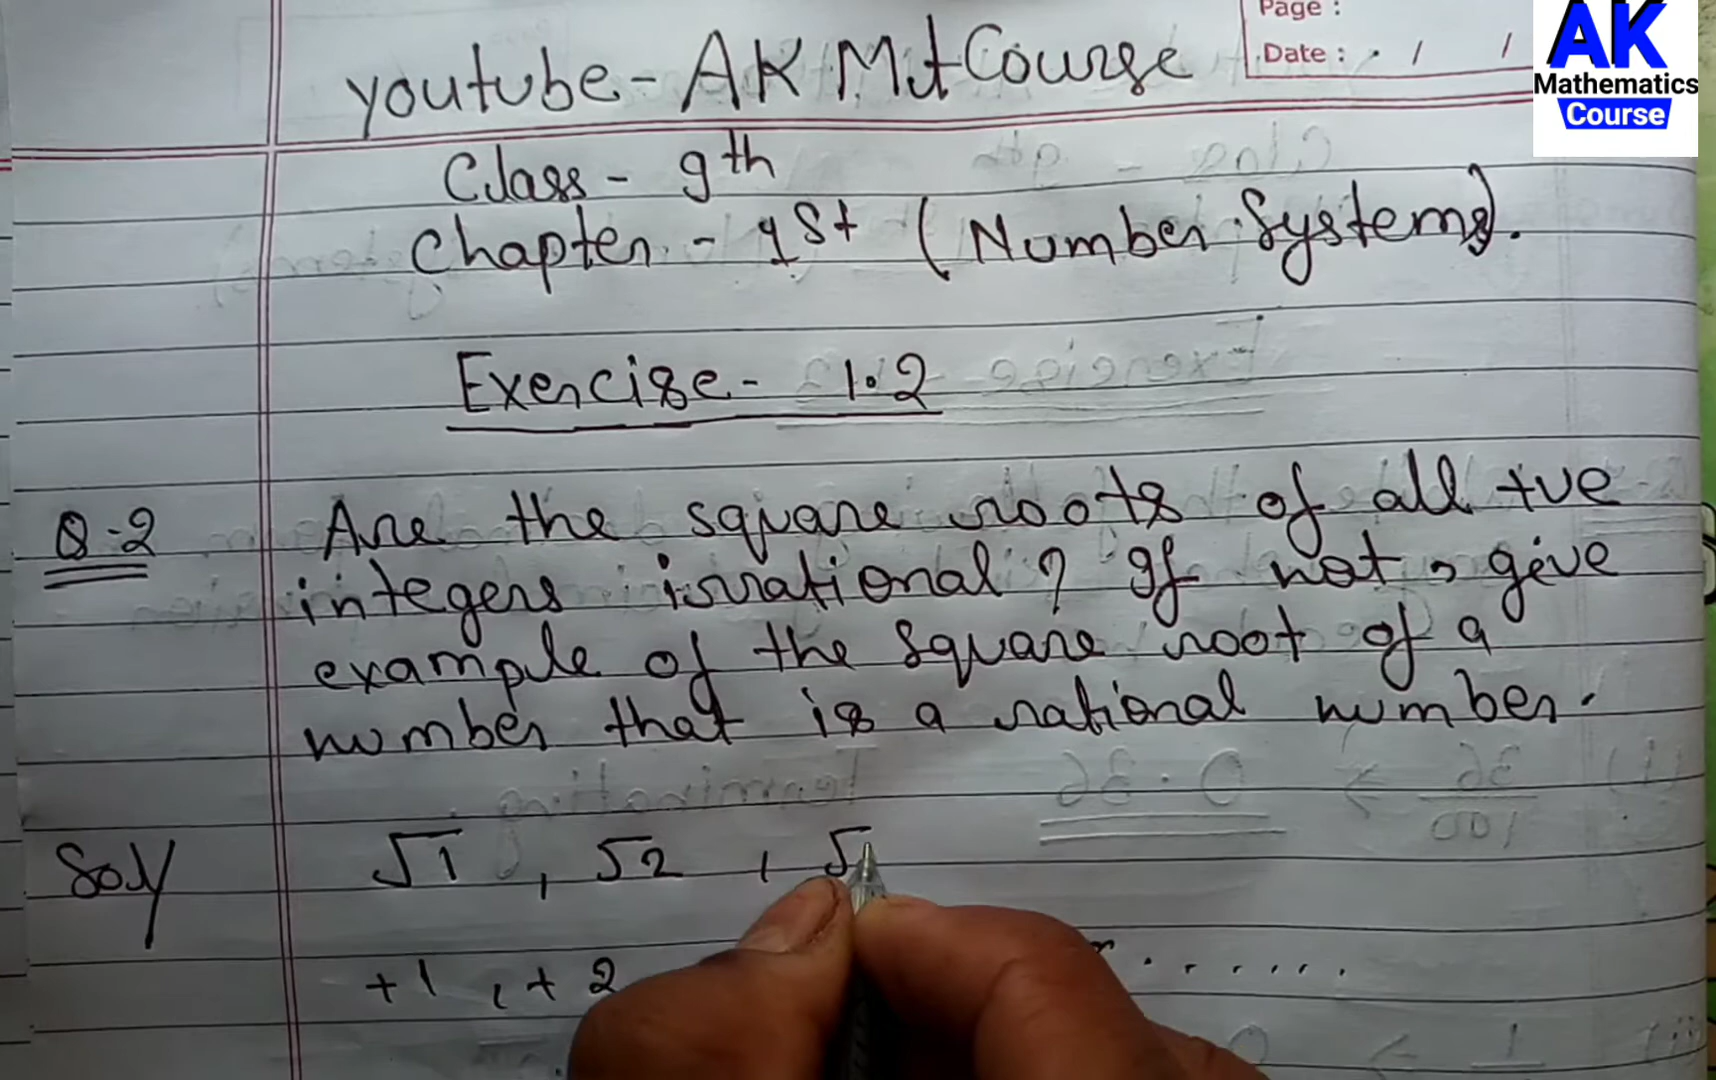 Page :
Date : . / /
AK
Mathematics
Course
youtube - AK Mt Course
Class - 9th
Chapter - 1st (Number Systems).
Exercise - 1.2
Q-2 Are the square roots of all +ve
integers irrational? If not, give
example of the square root of a
number that is a rational number.
Soly √1 , √2 , √
+1 , +2 .......